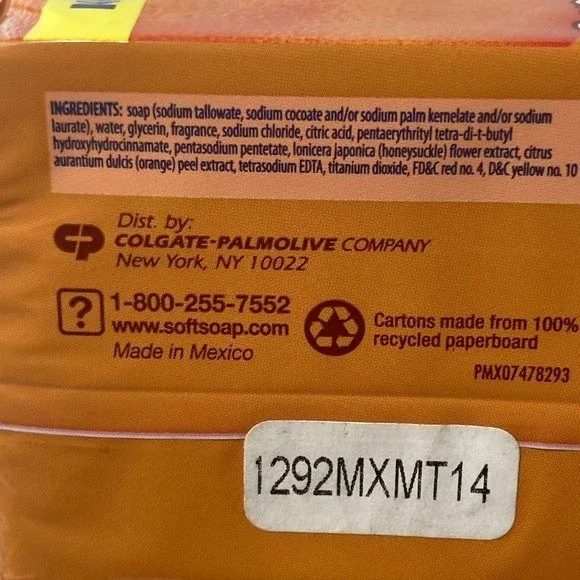 INGREDIENTS: soap (sodium tallowate, sodium cocoate and/or sodium palm kernelate and/or sodium
laurate), water, glycerin, fragrance, sodium chloride, citric acid, pentaerythrityl tetra-di-t-butyl
hydroxyhydrocinnamate, pentasodium pentetate, lonicera japonica (honeysuckle) flower extract, citrus
aurantium dulcis (orange) peel extract, tetrasodium EDTA, titanium dioxide, FD&C red no. 4, D&C yellow no. 10
Dist. by:
CP
COLGATE-PALMOLIVE COMPANY
New York, NY 10022
?
1-800-255-7552
www.softsoap.com
Made in Mexico
Cartons made from 100%
recycled paperboard
PMX07478293
1292MXMT14